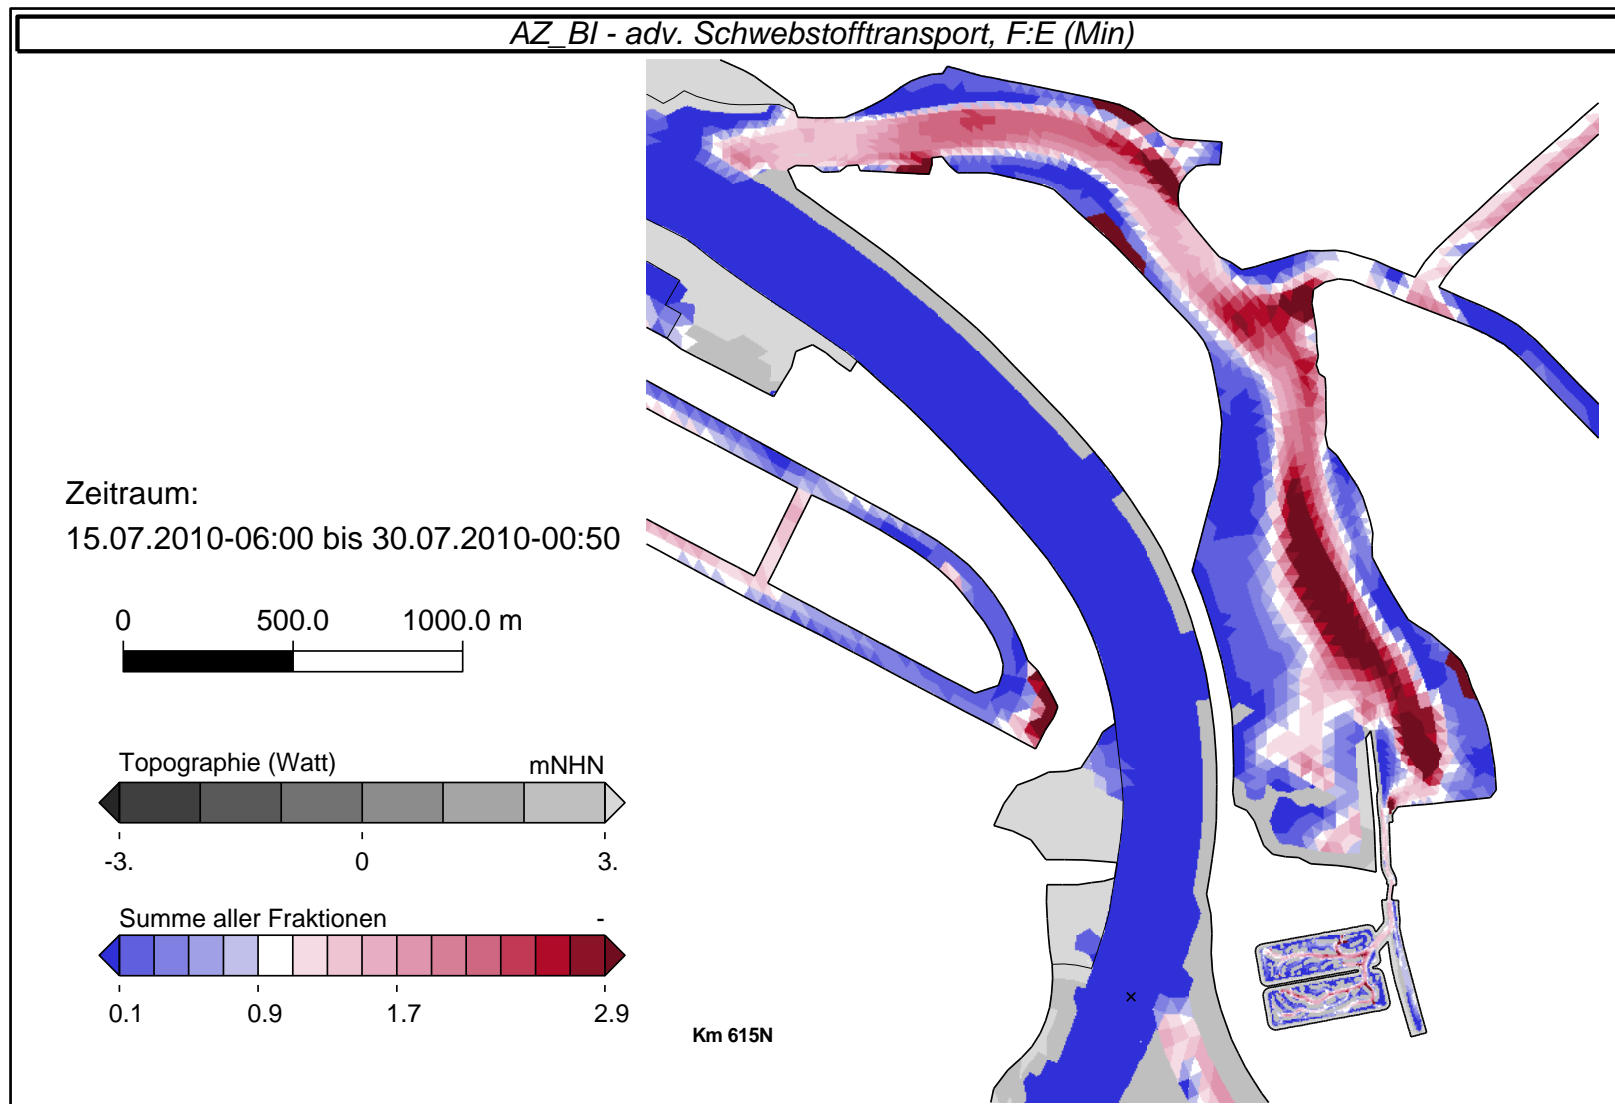 AZ_BI - adv. Schwebstofftransport, F:E (Min)
Zeitraum:
15.07.2010-06:00 bis 30.07.2010-00:50
0 500.0 1000.0 m
Topographie (Watt) mNHN
-3. 0 3.
Summe aller Fraktionen -
0.1 0.9 1.7 2.9
Km 615N